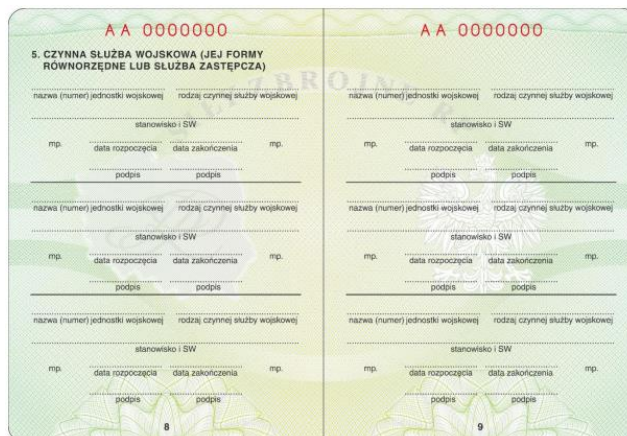 AA 0000000
5. CZYNNA SŁUŻBA WOJSKOWA (JEJ FORMY
RÓWNORZĘDNE LUB SŁUŻBA ZASTĘPCZA)
nazwa (numer) jednostki wojskowej rodzaj czynnej służby wojskowej
stanowisko i SW
mp. data rozpoczęcia data zakończenia mp.
podpis podpis
nazwa (numer) jednostki wojskowej rodzaj czynnej służby wojskowej
stanowisko i SW
mp. data rozpoczęcia data zakończenia mp.
podpis podpis
nazwa (numer) jednostki wojskowej rodzaj czynnej służby wojskowej
stanowisko i SW
mp. data rozpoczęcia data zakończenia mp.
podpis podpis
8
AA 0000000
nazwa (numer) jednostki wojskowej rodzaj czynnej służby wojskowej
stanowisko i SW
mp. data rozpoczęcia data zakończenia mp.
podpis podpis
nazwa (numer) jednostki wojskowej rodzaj czynnej służby wojskowej
stanowisko i SW
mp. data rozpoczęcia data zakończenia mp.
podpis podpis
nazwa (numer) jednostki wojskowej rodzaj czynnej służby wojskowej
stanowisko i SW
mp. data rozpoczęcia data zakończenia mp.
podpis podpis
9